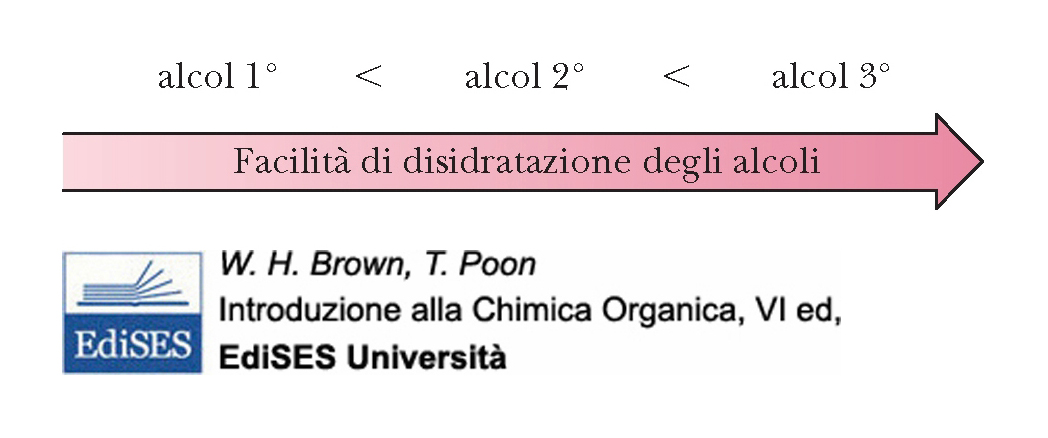 alcol 1° < alcol 2° < alcol 3°
Facilità di disidratazione degli alcoli
W. H. Brown, T. Poon
Introduzione alla Chimica Organica, VI ed,
EdiSES
EdiSES Università